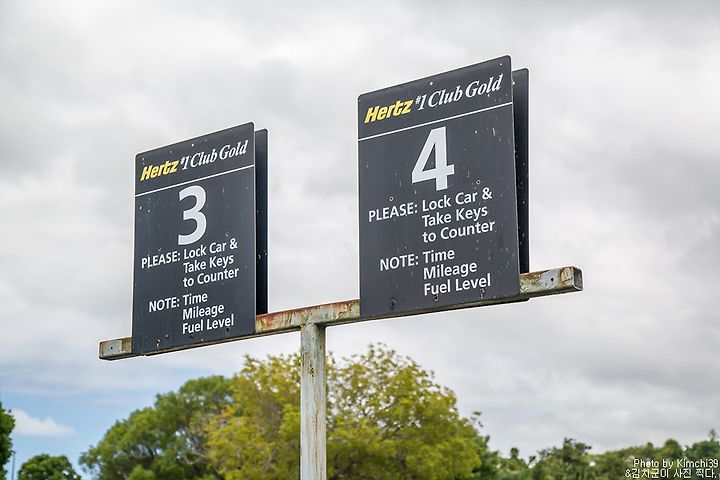 Hertz #1 Club Gold
3
PLEASE: Lock Car &
Take Keys
to Counter
NOTE: Time
Mileage
Fuel Level
Hertz #1 Club Gold
4
PLEASE: Lock Car &
Take Keys
to Counter
NOTE: Time
Mileage
Fuel Level
Photo by Kimchi39
&김치군이 사진 찍다.